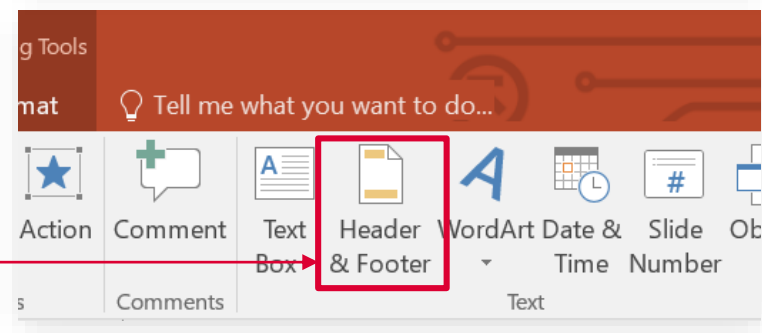 g Tools
mat Tell me what you want to do...
A #
Action Comment Text Header WordArt Date & Slide Ob
Box & Footer Time Number
s Comments Text